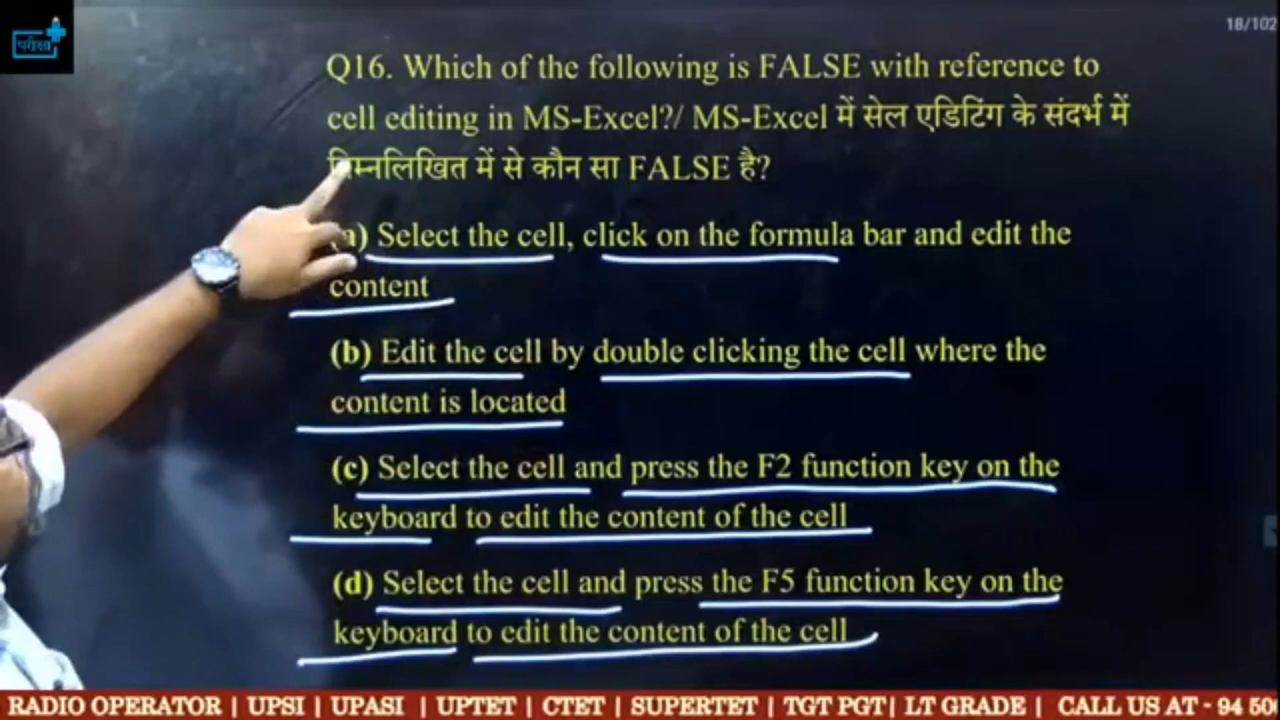 परीक्षा
18/102
Q16. Which of the following is FALSE with reference to
cell editing in MS-Excel?/ MS-Excel में सेल एडिटिंग के संदर्भ में
निम्नलिखित में से कौन सा FALSE है?
a) Select the cell, click on the formula bar and edit the
content
(b) Edit the cell by double clicking the cell where the
content is located
(c) Select the cell and press the F2 function key on the
keyboard to edit the content of the cell
(d) Select the cell and press the F5 function key on the
keyboard to edit the content of the cell
RADIO OPERATOR | UPSI | UPASI | UPTET | CTET | SUPERTET | TGT PGT| LT GRADE | CALL US AT - 94 50